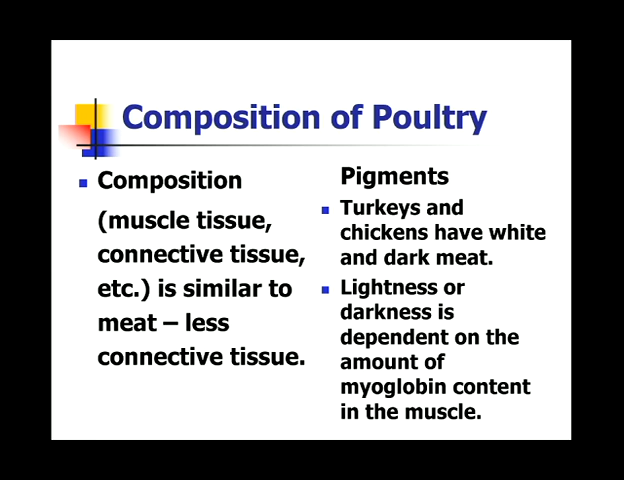 Composition of Poultry
Composition
(muscle tissue,
connective tissue,
etc.) is similar to
meat – less
connective tissue.
Pigments
Turkeys and
chickens have white
and dark meat.
Lightness or
darkness is
dependent on the
amount of
myoglobin content
in the muscle.